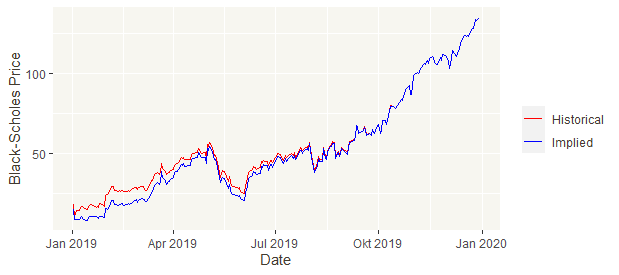 Black-Scholes Price
100
50
Jan 2019
Apr 2019
Jul 2019
Okt 2019
Jan 2020
Date
Historical
Implied